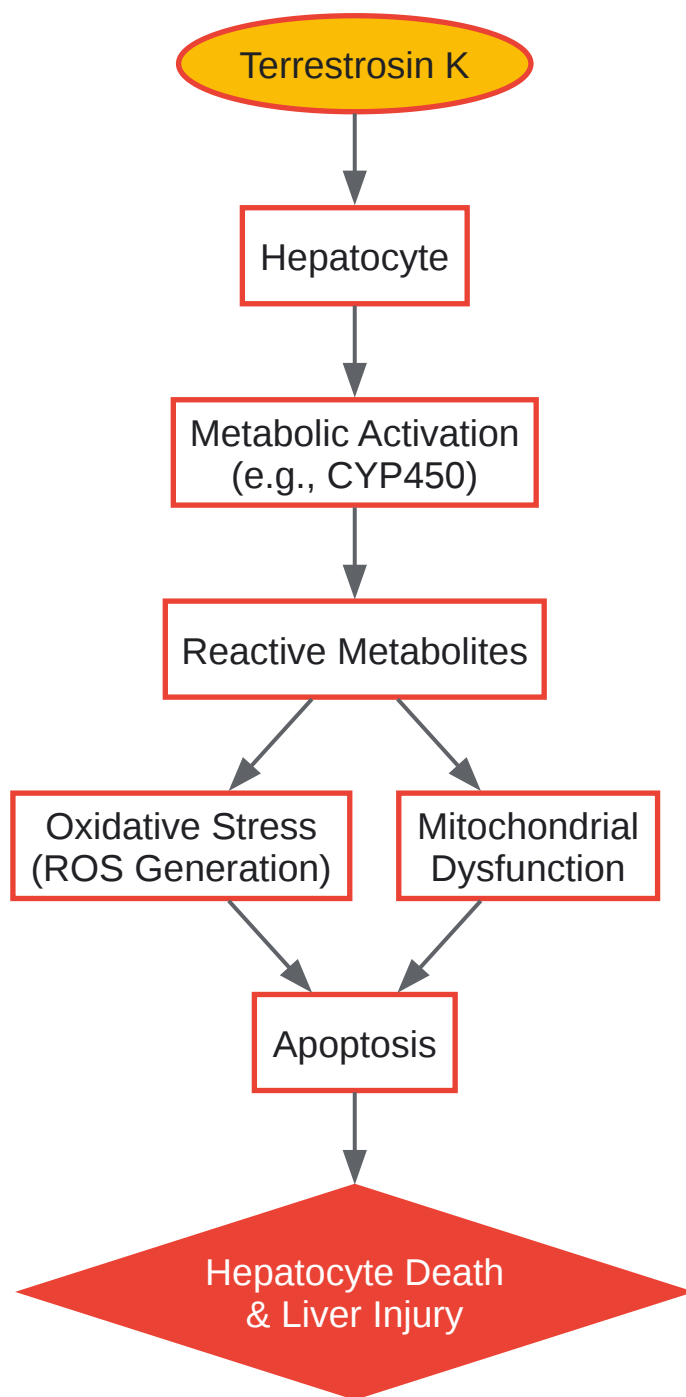 Terrestrosin K
Hepatocyte
Metabolic Activation
(e.g., CYP450)
Reactive Metabolites
Oxidative Stress
(ROS Generation)
Mitochondrial
Dysfunction
Apoptosis
Hepatocyte Death
& Liver Injury